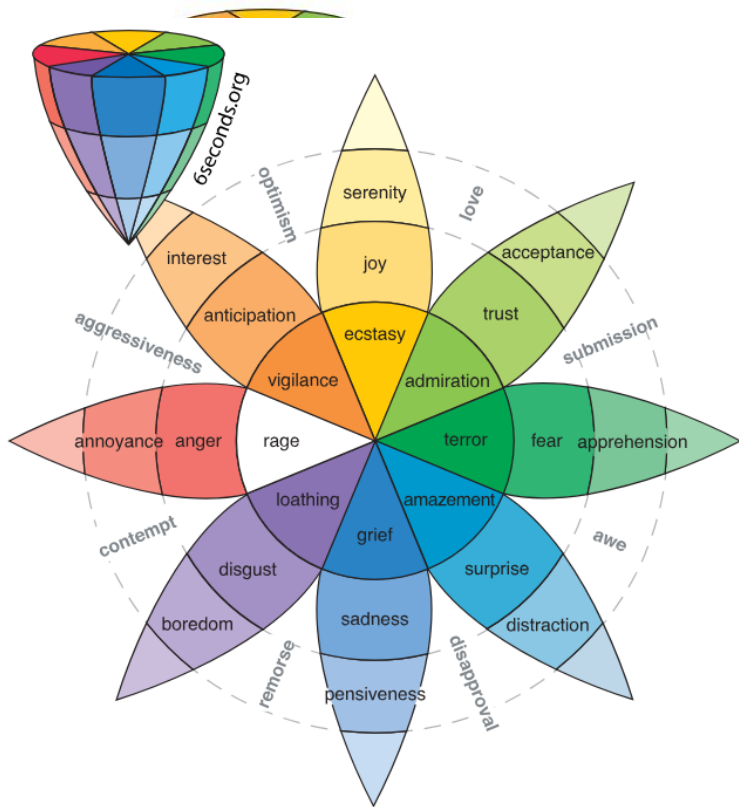 6seconds.org
optimism
love
serenity
interest
acceptance
joy
anticipation
trust
aggressiveness
submission
ecstasy
vigilance
admiration
annoyance
anger
rage
terror
fear
apprehension
loathing
amazement
contempt
grief
awe
disgust
surprise
boredom
sadness
distraction
remorse
disapproval
pensiveness